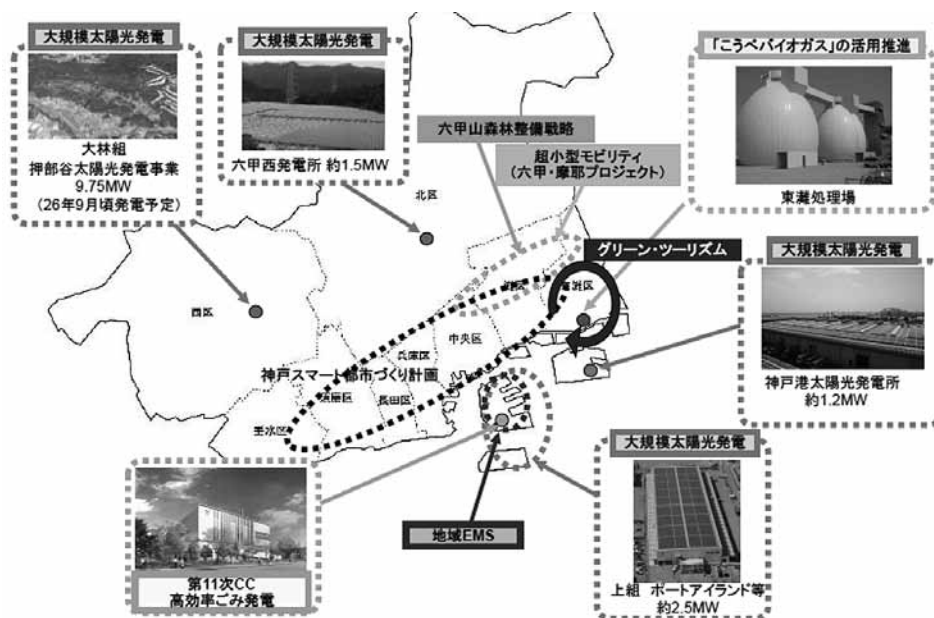 大規模太陽光発電
大林組
押部谷太陽光発電事業
9.75MW
（26年9月頃発電予定）
大規模太陽光発電
六甲西発電所 約1.5MW
「こうべバイオガス」の活用推進
東灘処理場
六甲山森林整備戦略
超小型モビリティ
（六甲・摩耶プロジェクト）
北区
グリーン・ツーリズム
大規模太陽光発電
神戸港太陽光発電所
約1.2MW
西区
灘区
東灘区
中央区
兵庫区
神戸スマート都市づくり計画
須磨区
長田区
垂水区
大規模太陽光発電
上組 ポートアイランド等
約2.5MW
地域EMS
第11次CC
高効率ごみ発電